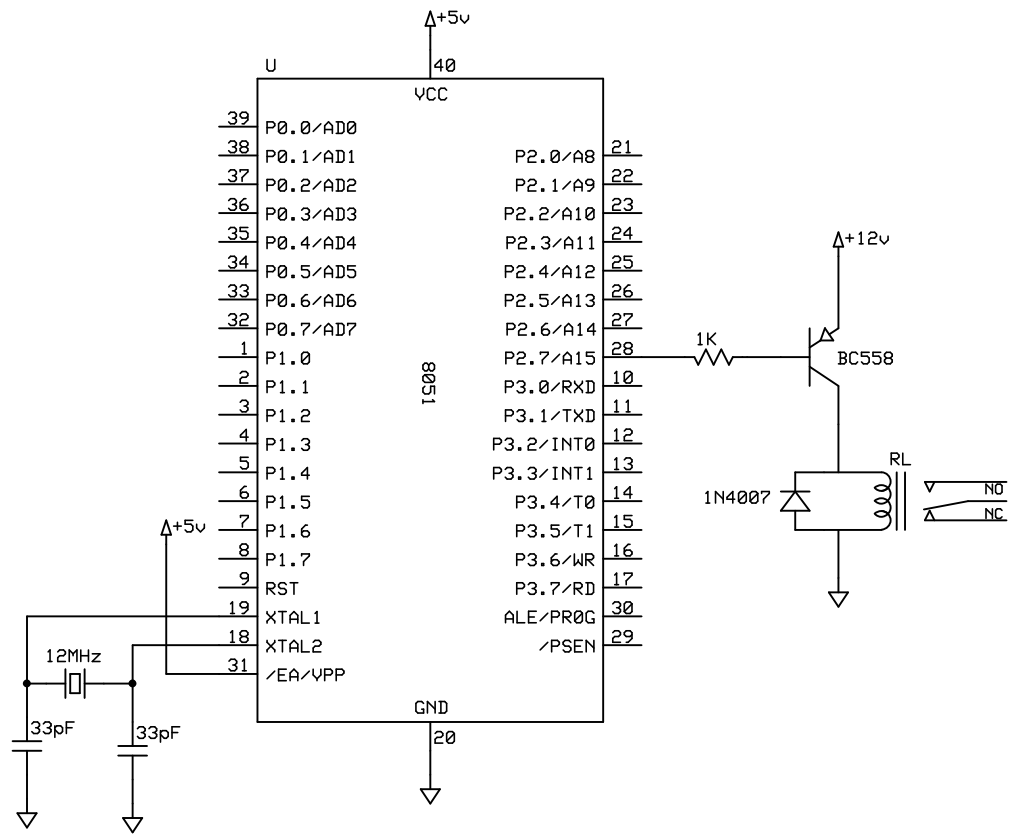 +5v
U
40
VCC
39 P0.0/AD0
38 P0.1/AD1
37 P0.2/AD2
36 P0.3/AD3
35 P0.4/AD4
34 P0.5/AD5
33 P0.6/AD6
32 P0.7/AD7
1 P1.0
2 P1.1
3 P1.2
4 P1.3
5 P1.4
6 P1.5
7 P1.6
8 P1.7
9 RST
19 XTAL1
18 XTAL2
31 /EA/VPP
8051
P2.0/A8 21
P2.1/A9 22
P2.2/A10 23
P2.3/A11 24
P2.4/A12 25
P2.5/A13 26
P2.6/A14 27
P2.7/A15 28
P3.0/RXD 10
P3.1/TXD 11
P3.2/INT0 12
P3.3/INT1 13
P3.4/T0 14
P3.5/T1 15
P3.6/WR 16
P3.7/RD 17
ALE/PROG 30
/PSEN 29
GND
20
+5v
12MHz
33pF
33pF
1K
+12v
BC558
1N4007
RL
NO
NC